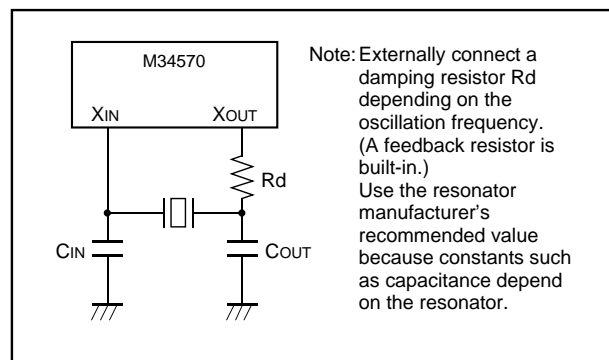 M34570
XIN
XOUT
Rd
CIN
COUT
Note: Externally connect a
damping resistor Rd
depending on the
oscillation frequency.
(A feedback resistor is
built-in.)
Use the resonator
manufacturer's
recommended value
because constants such
as capacitance depend
on the resonator.